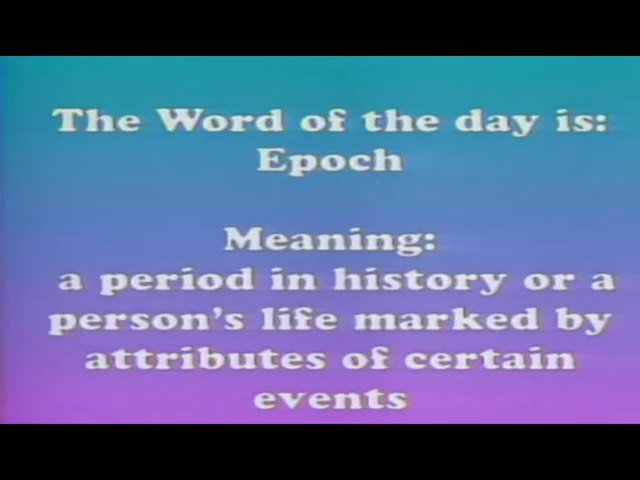 The Word of the day is:
Epoch
Meaning:
a period in history or a
person's life marked by
attributes of certain
events